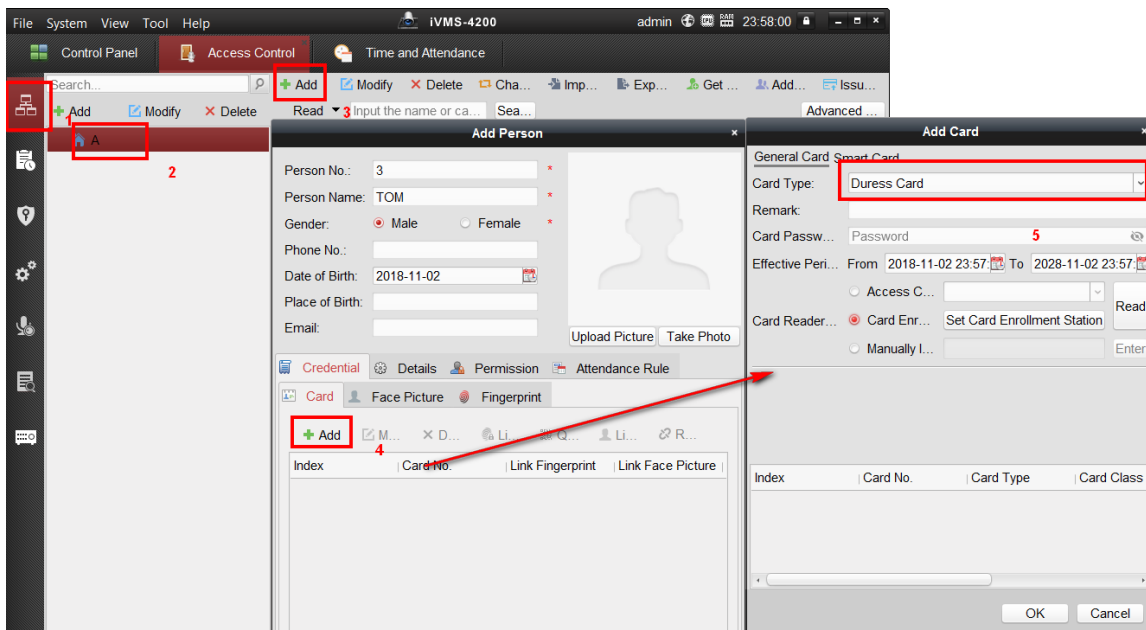 File System View Tool Help iVMS-4200 admin 23:58:00
Control Panel Access Control Time and Attendance
Search... Add Modify Delete Cha... Imp... Exp... Get ... Add... Issu...
1 Add Modify Delete Read 3 Input the name or ca... Sea... Advanced ...
A
2
Add Person
Person No.: 3 *
Person Name: TOM *
Gender: Male Female *
Phone No.:
Date of Birth: 2018-11-02
Place of Birth:
Email:
Upload Picture Take Photo
Credential Details Permission Attendance Rule
Card Face Picture Fingerprint
Add M... D... Li... Q... Li... R...
4
Index Card No. Link Fingerprint Link Face Picture
Add Card
General Card Smart Card
Card Type: Duress Card
Remark:
Card Passw... Password 5
Effective Peri... From 2018-11-02 23:57: To 2028-11-02 23:57:
Access C...
Card Reader... Card Enr... Set Card Enrollment Station Read
Manually I... Enter
Index Card No. Card Type Card Class
OK Cancel